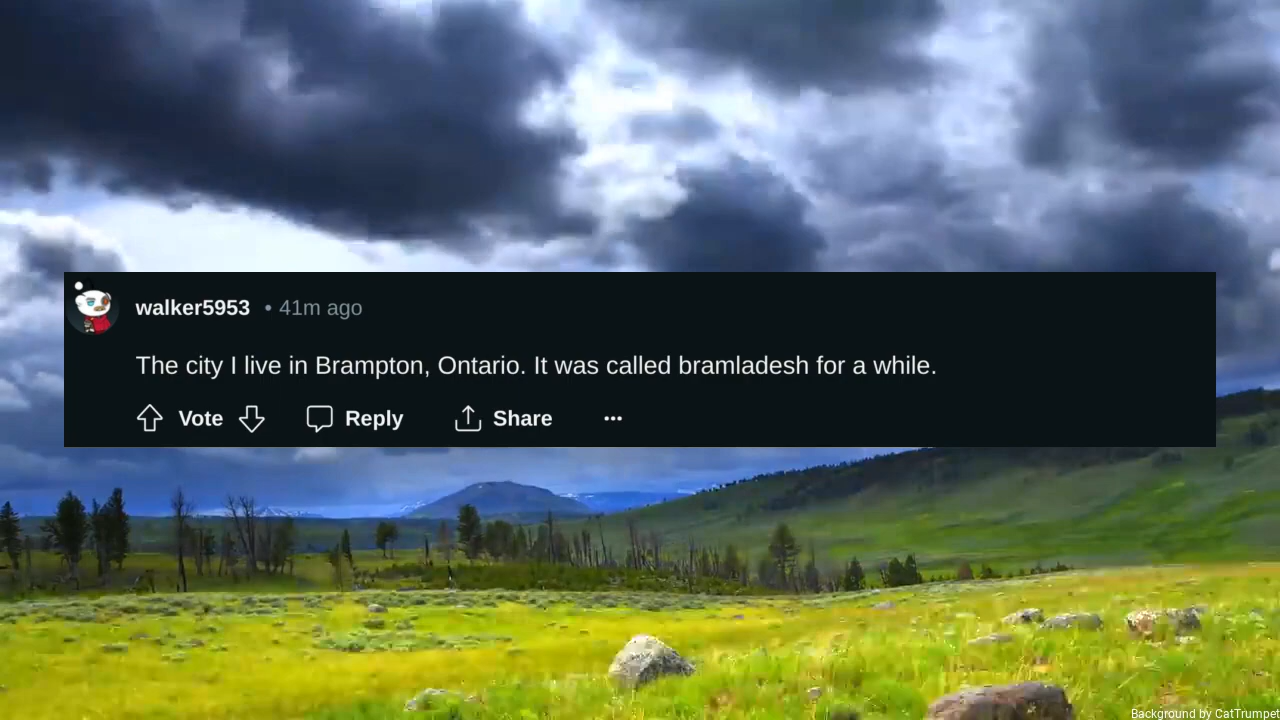 walker5953 • 41m ago
The city I live in Brampton, Ontario. It was called bramladesh for a while.
Vote Reply Share ...
Background by CatTrumpet